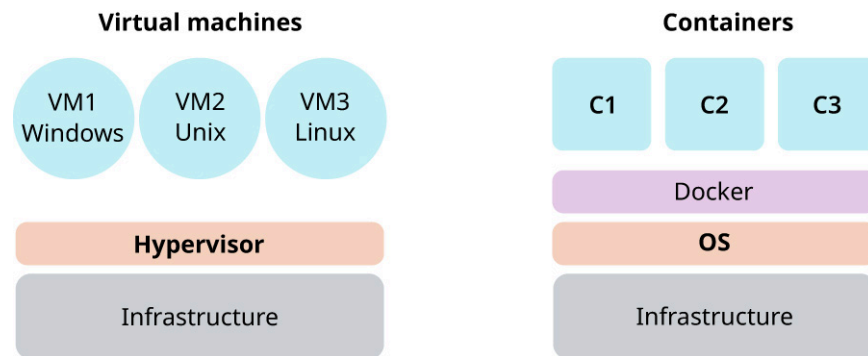 Virtual machines
VM1
Windows
VM2
Unix
VM3
Linux
Hypervisor
Infrastructure
Containers
C1
C2
C3
Docker
OS
Infrastructure